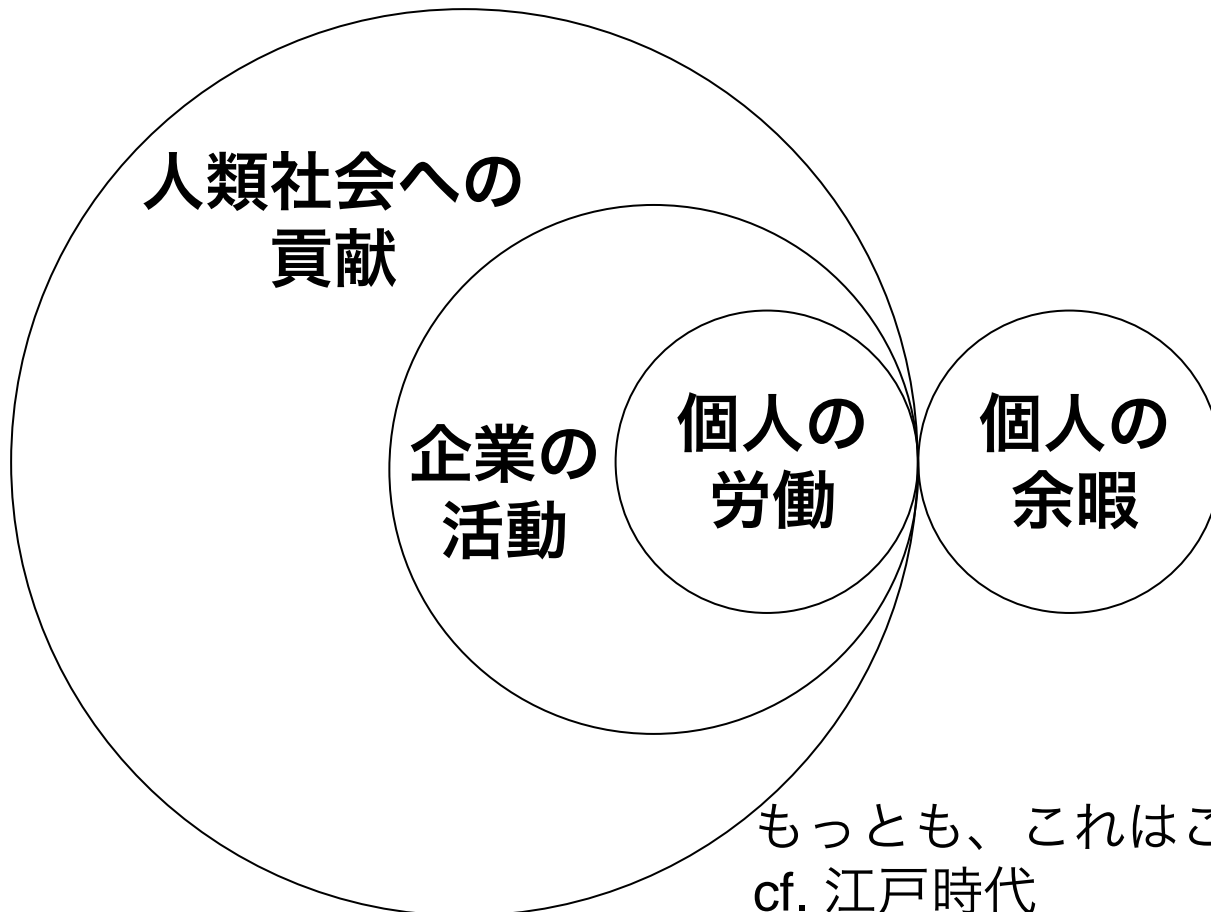 人類社会への
貢献
企業の
活動
個人の
労働
個人の
余暇
もっとも、これはこ
cf. 江戸時代